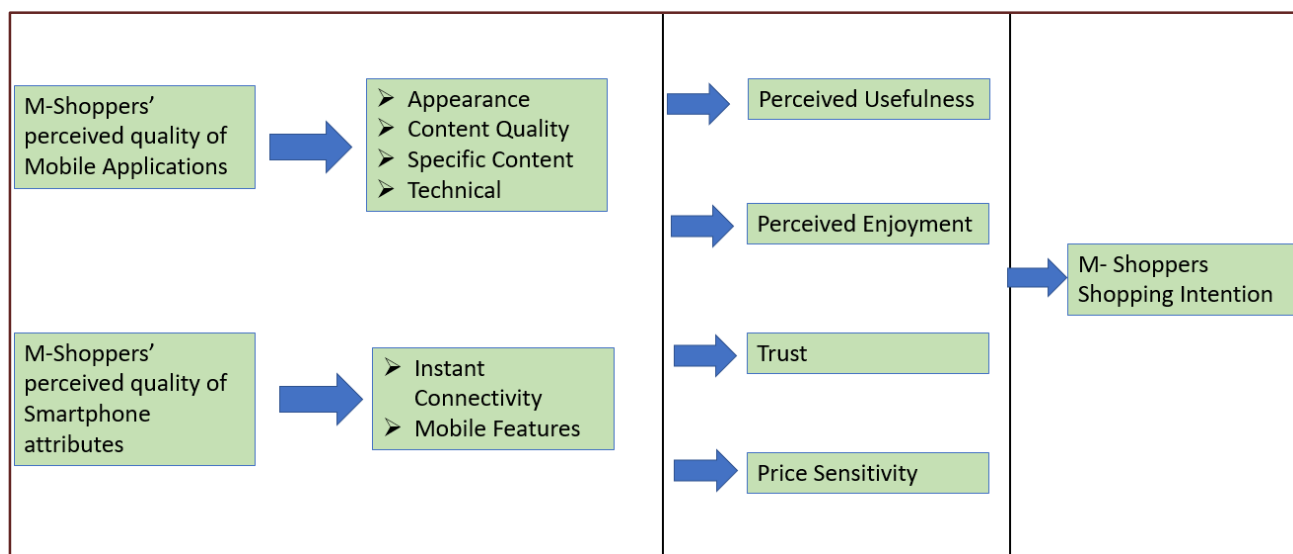 M-Shoppers'
perceived quality of
Mobile Applications
➢ Appearance
➢ Content Quality
➢ Specific Content
➢ Technical
M-Shoppers'
perceived quality of
Smartphone
attributes
➢ Instant
Connectivity
➢ Mobile Features
Perceived Usefulness
Perceived Enjoyment
Trust
Price Sensitivity
M- Shoppers
Shopping Intention